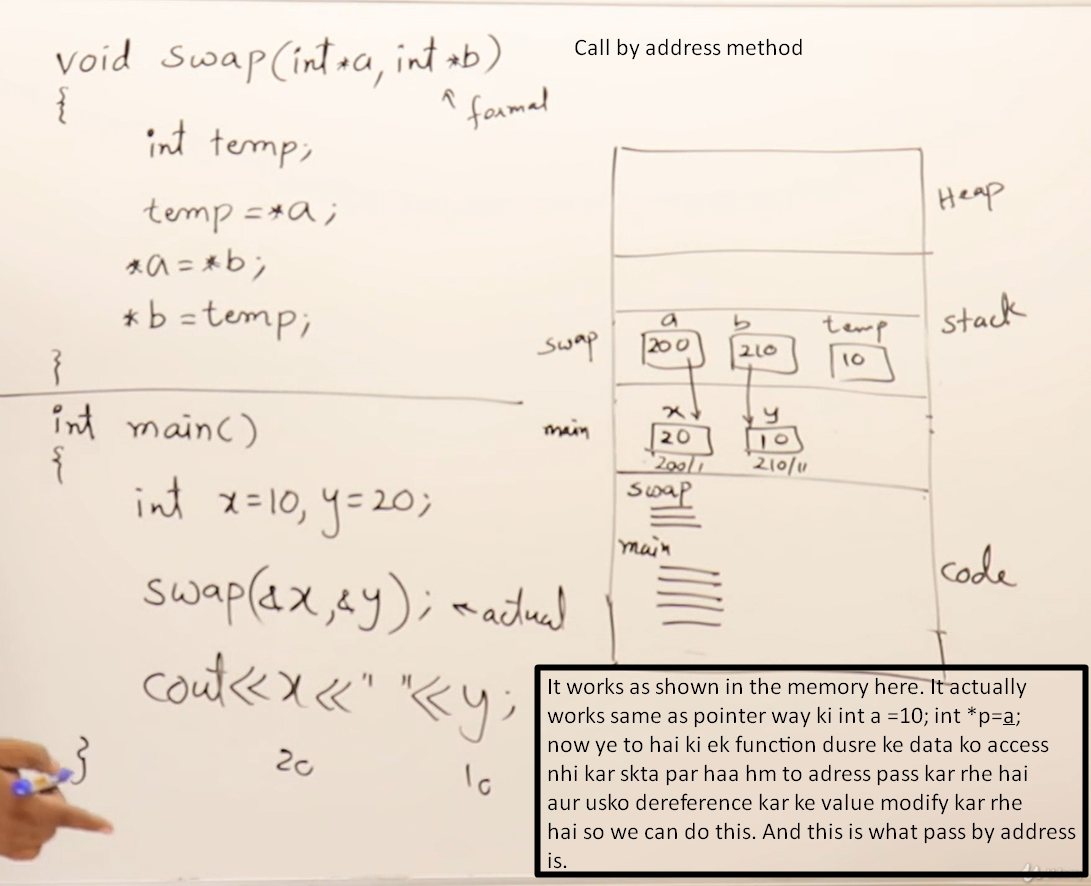 void swap(int *a, int *b)
Call by address method
{
formal
int temp;
temp = *a;
*a = *b;
*b = temp;
}
int main()
{
int x=10, y=20;
swap(&x, &y);
actual
cout<<x<<" "<<y;
20 10
}
Heap
stack
a b temp
swap 200 210 10
x y
main 20 10
200/1 210/11
swap
main
code
It works as shown in the memory here. It actually
works same as pointer way ki int a =10; int *p=a;
now ye to hai ki ek function dusre ke data ko access
nhi kar skta par haa hm to adress pass kar rhe hai
aur usko dereference kar ke value modify kar rhe
hai so we can do this. And this is what pass by address
is.